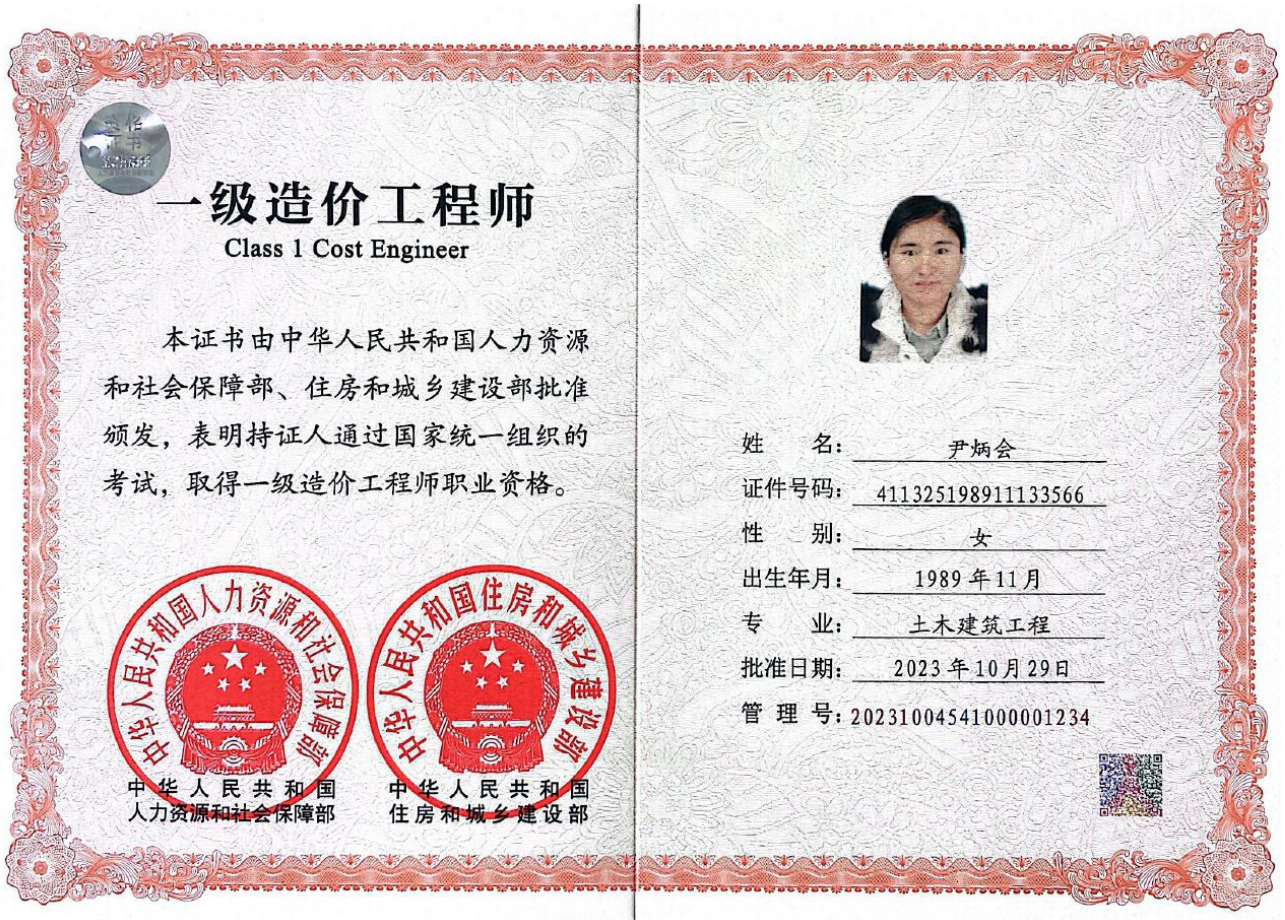 一级造价工程师
Class 1 Cost Engineer
本证书由中华人民共和国人力资源
和社会保障部、住房和城乡建设部批准
颁发，表明持证人通过国家统一组织的
考试，取得一级造价工程师职业资格。
中华人民共和国人力资源和社会保障部
中华人民共和国
人力资源和社会保障部
中华人民共和国住房和城乡建设部
中华人民共和国
住房和城乡建设部
姓 名： 尹炳会
证件号码： 411325198911133566
性 别： 女
出生年月： 1989年11月
专 业： 土木建筑工程
批准日期： 2023年10月29日
管 理 号：20231004541000001234